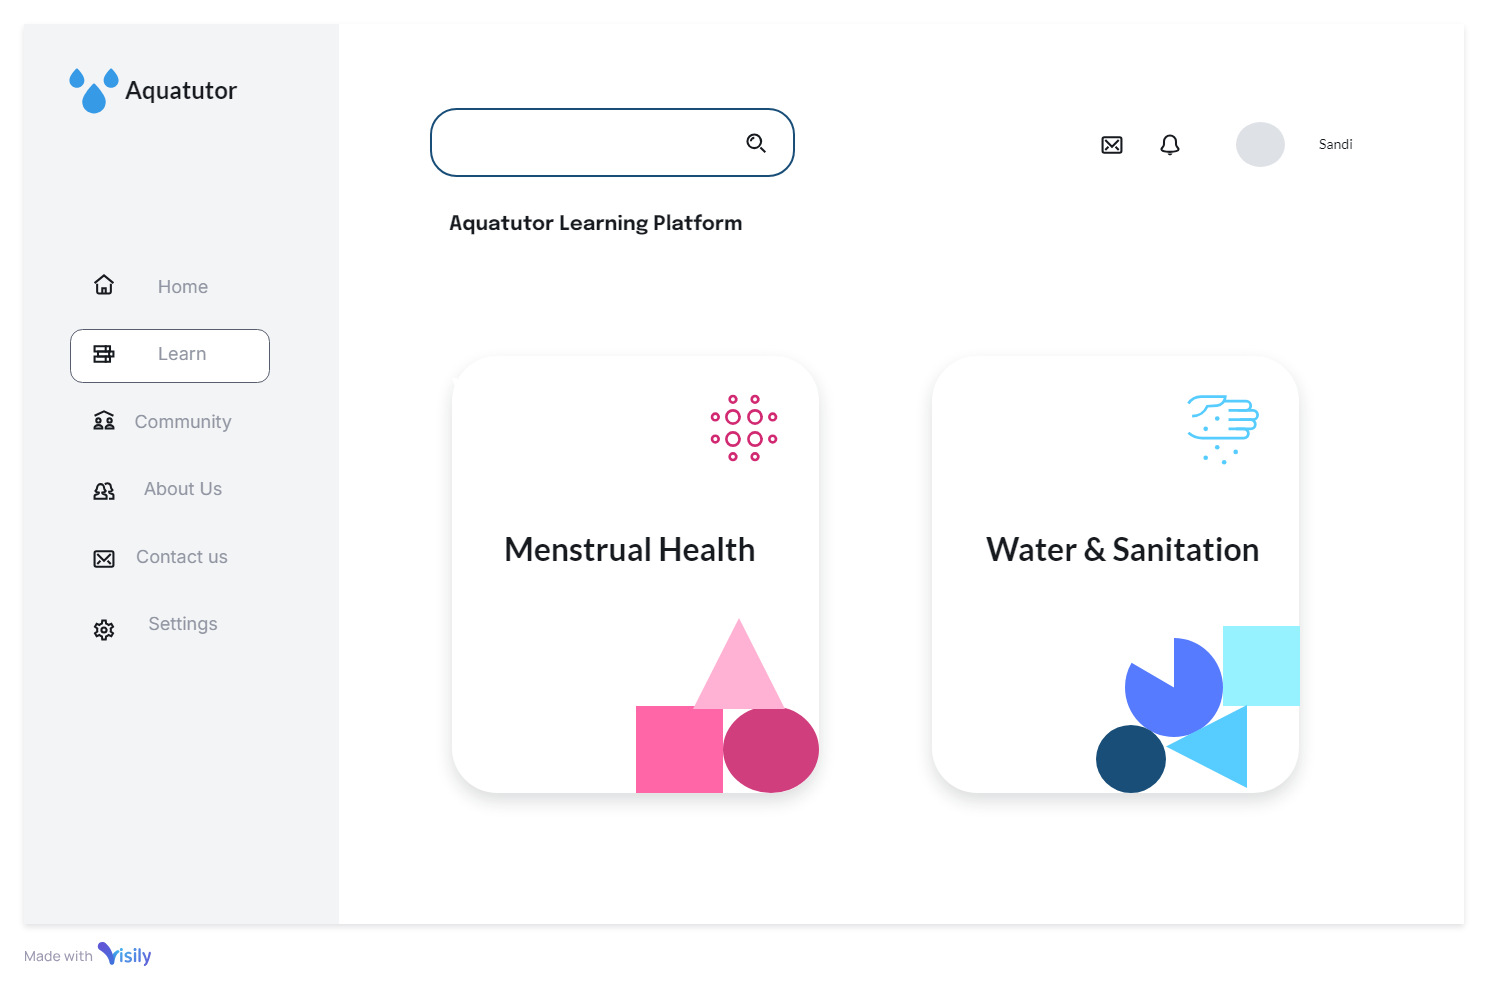 Aquatutor
Sandi
Aquatutor Learning Platform
Home
Learn
Community
About Us
Contact us
Settings
Menstrual Health
Water & Sanitation
Made with Visily